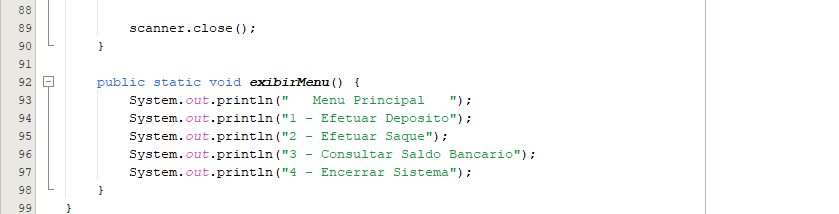 88
89 scanner.close();
90 }
91
92 public static void exibirMenu() {
93 System.out.println("   Menu Principal   ");
94 System.out.println("1 - Efetuar Deposito");
95 System.out.println("2 - Efetuar Saque");
96 System.out.println("3 - Consultar Saldo Bancario");
97 System.out.println("4 - Encerrar Sistema");
98 }
99 }